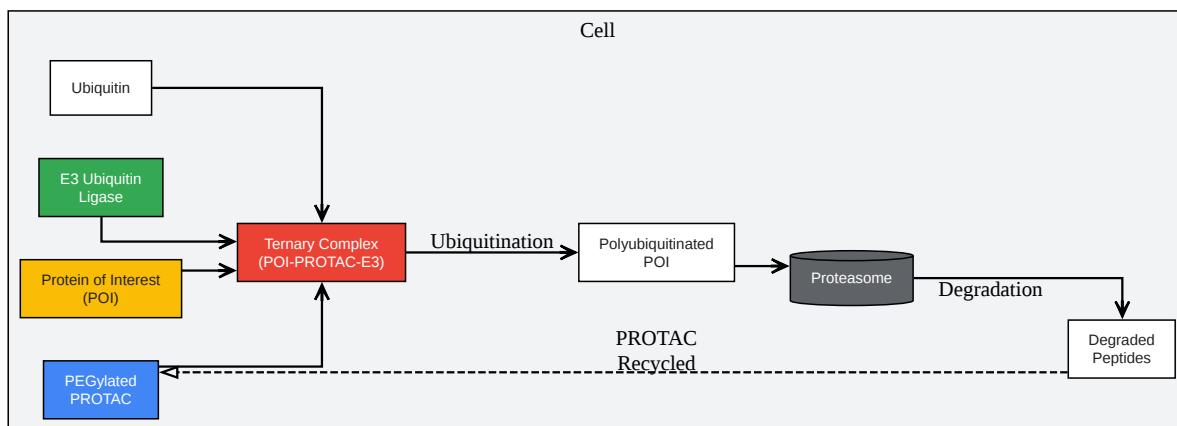 Cell
Ubiquitin
E3 Ubiquitin
Ligase
Ternary Complex
(POI-PROTAC-E3)
Ubiquitination
Polyubiquitinated
POI
Protein of Interest
(POI)
Proteasome
Degradation
PROTAC
Recycled
Degraded
Peptides
PEGylated
PROTAC